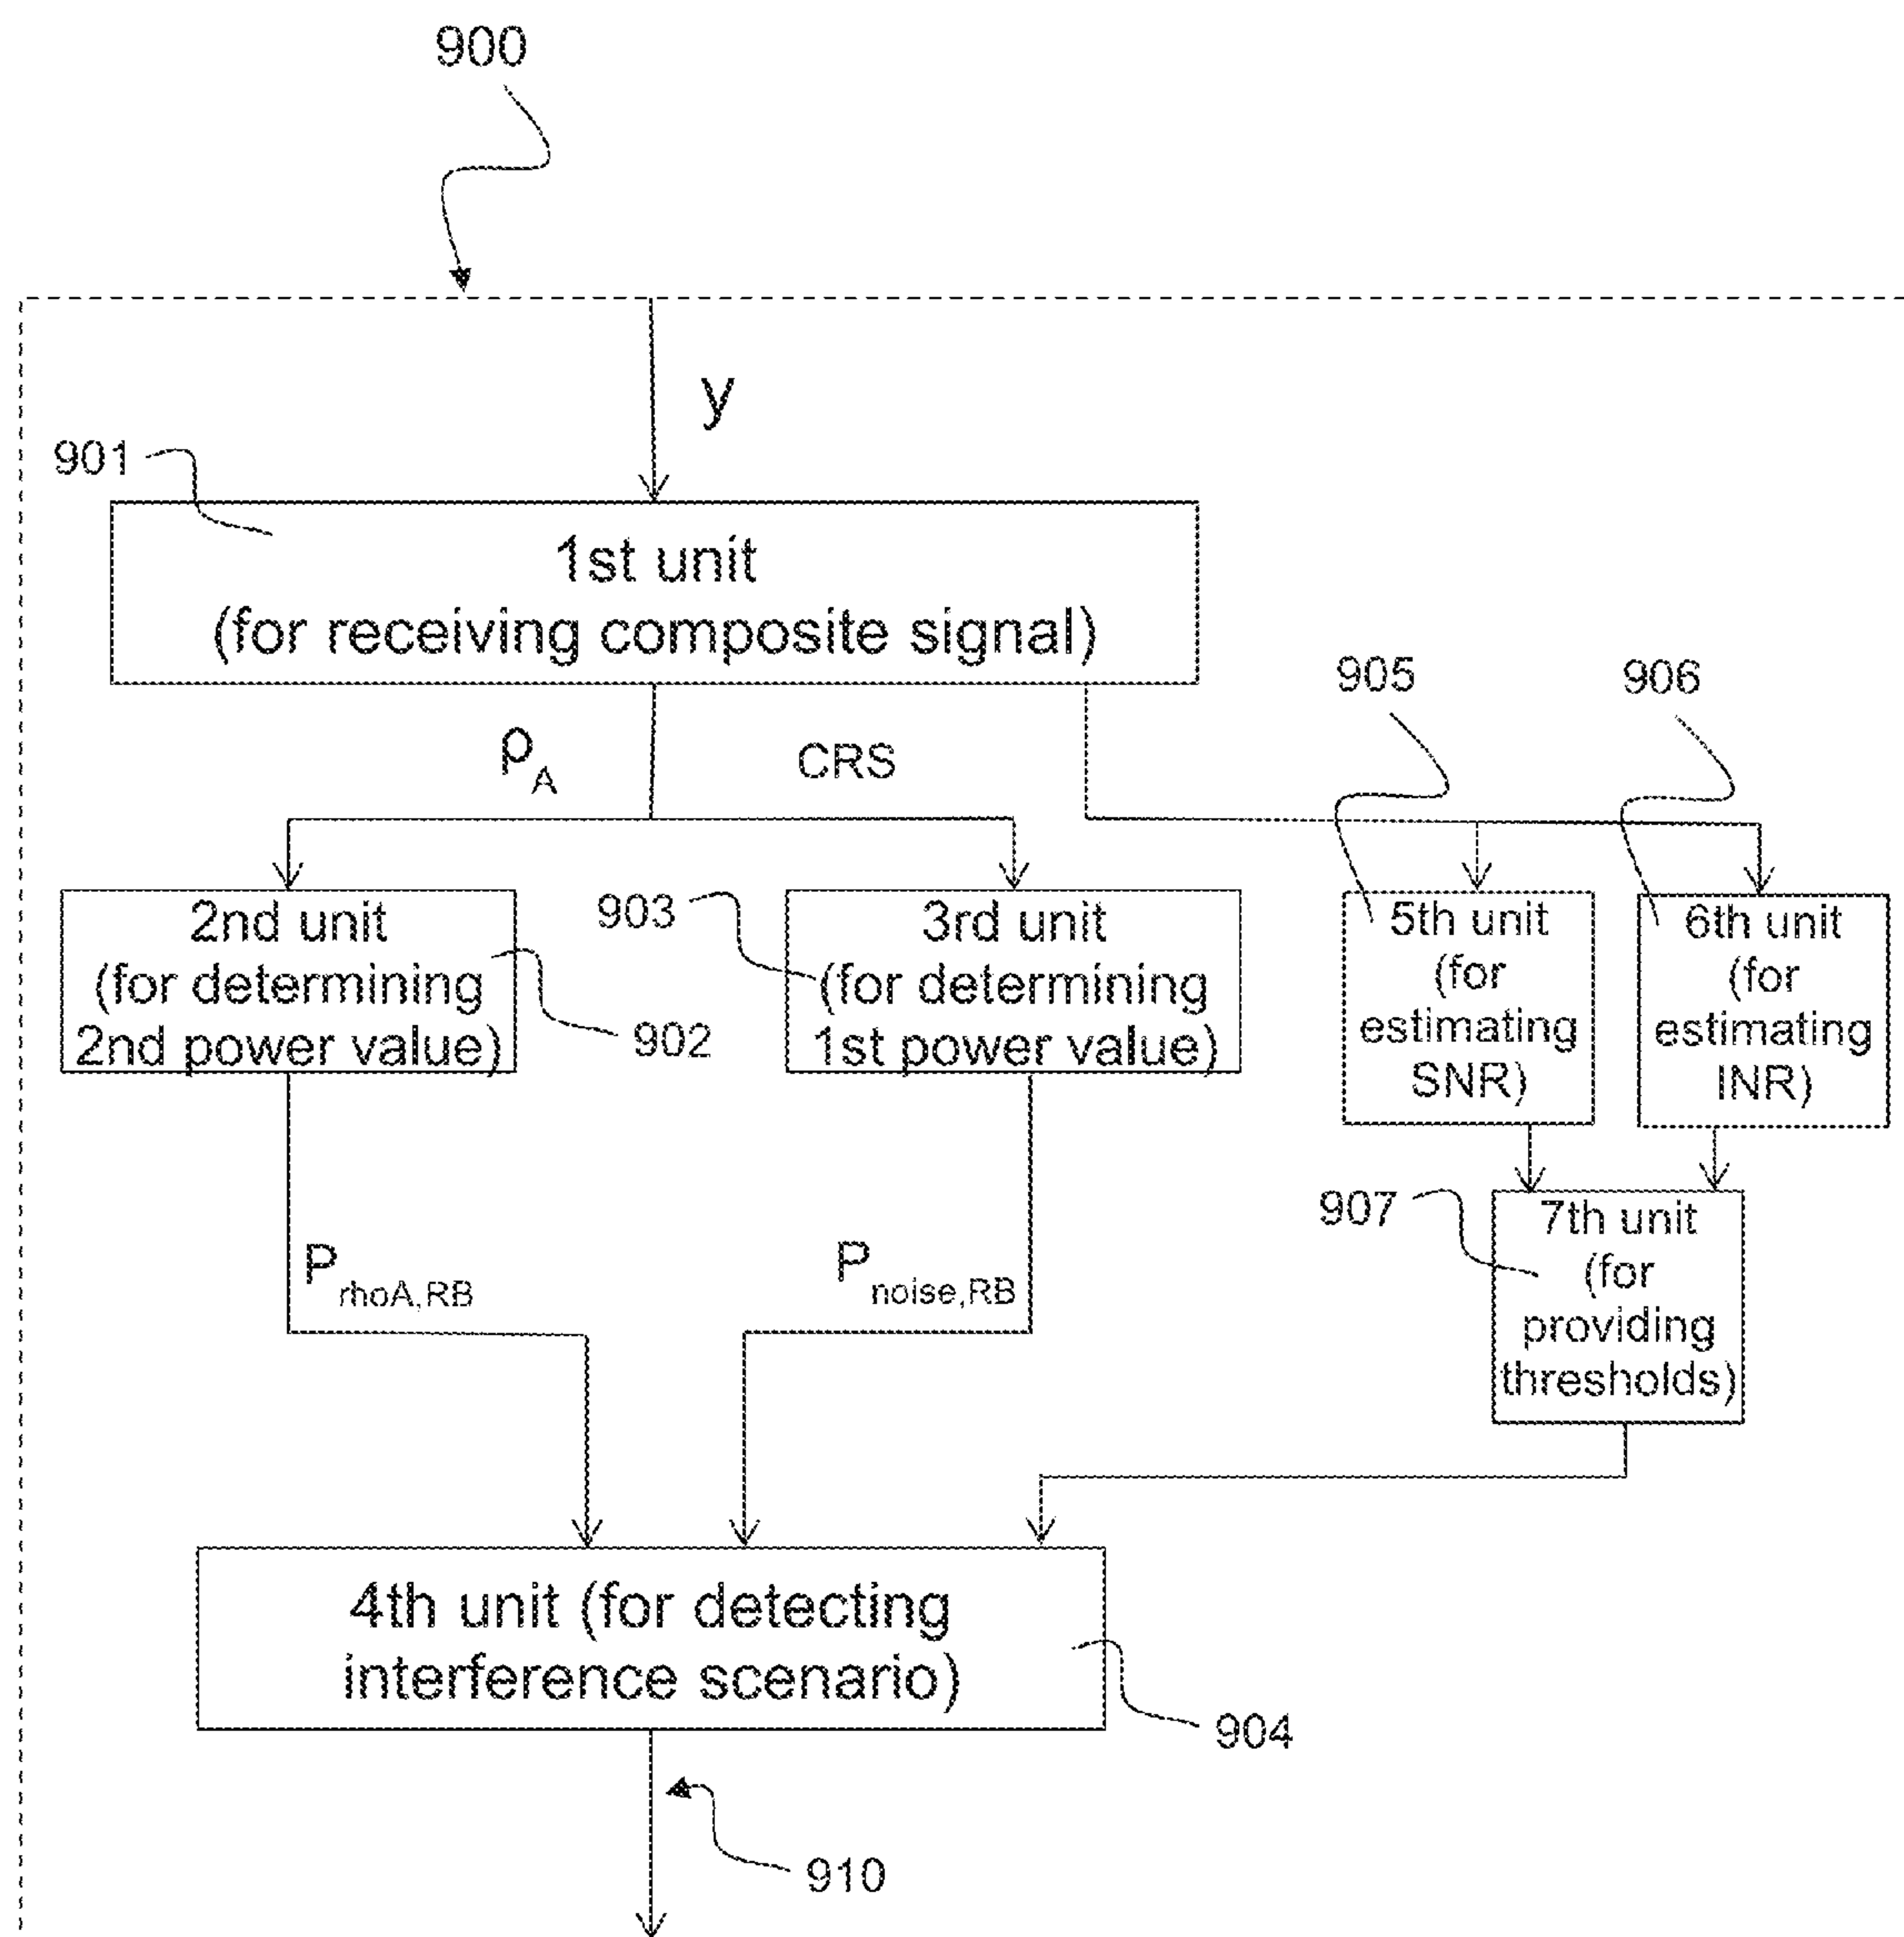 900
y
901
1st unit
(for receiving composite signal)
ρA
CRS
905
906
2nd unit
(for determining
2nd power value)
902
903
3rd unit
(for determining
1st power value)
5th unit
(for
estimating
SNR)
6th unit
(for
estimating
INR)
PrhoA,RB
Pnoise,RB
907
7th unit
(for
providing
thresholds)
4th unit (for detecting
interference scenario)
904
910